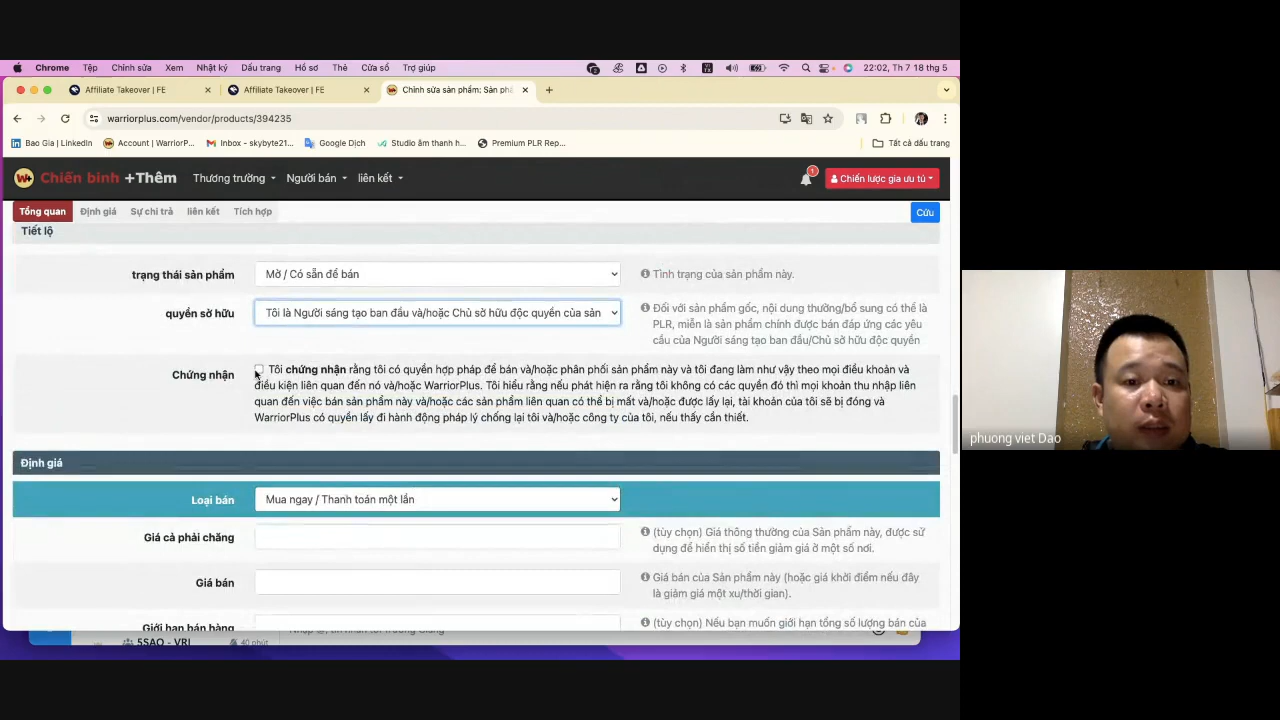 Chrome Tệp Chỉnh sửa Xem Nhật ký Dấu trang Hồ sơ Thẻ Cửa sổ Trợ giúp 22:02, Th 7 18 thg 5
Affiliate Takeover | FE Affiliate Takeover | FE Chỉnh sửa sản phẩm: Sản phẩ
warriorplus.com/vendor/products/394235
Bao Gia | LinkedIn Account | WarriorP... Inbox - skybyte21... Google Dịch Studio âm thanh h... Premium PLR Rep... Tất cả dấu trang
W+ Chiến binh +Thêm Thương trường Người bán liên kết 1 Chiến lược gia ưu tú
Tổng quan Định giá Sự chi trả liên kết Tích hợp Cứu
Tiết lộ
trạng thái sản phẩm Mở / Có sẵn để bán Tình trạng của sản phẩm này.
quyền sở hữu Tôi là Người sáng tạo ban đầu và/hoặc Chủ sở hữu độc quyền của sản
Đối với sản phẩm gốc, nội dung thưởng/bổ sung có thể là
PLR, miễn là sản phẩm chính được bán đáp ứng các yêu
cầu của Người sáng tạo ban đầu/Chủ sở hữu độc quyền
Chứng nhận Tôi chứng nhận rằng tôi có quyền hợp pháp để bán và/hoặc phân phối sản phẩm này và tôi đang làm như vậy theo mọi điều khoản và
điều kiện liên quan đến nó và/hoặc WarriorPlus. Tôi hiểu rằng nếu phát hiện ra rằng tôi không có các quyền đó thì mọi khoản thu nhập liên
quan đến việc bán sản phẩm này và/hoặc các sản phẩm liên quan có thể bị mất và/hoặc được lấy lại, tài khoản của tôi sẽ bị đóng và
WarriorPlus có quyền lấy đi hành động pháp lý chống lại tôi và/hoặc công ty của tôi, nếu thấy cần thiết.
Định giá
Loại bán Mua ngay / Thanh toán một lần
Giá cả phải chăng (tùy chọn) Giá thông thường của Sản phẩm này, được sử
dụng để hiển thị số tiền giảm giá ở một số nơi.
Giá bán Giá bán của Sản phẩm này (hoặc giá khởi điểm nếu đây
là giảm giá một xu/thời gian).
Giới hạn bán hàng (tùy chọn) Nếu bạn muốn giới hạn tổng số lượng bán của
5SAO - VRI 40 phút
phuong viet Dao